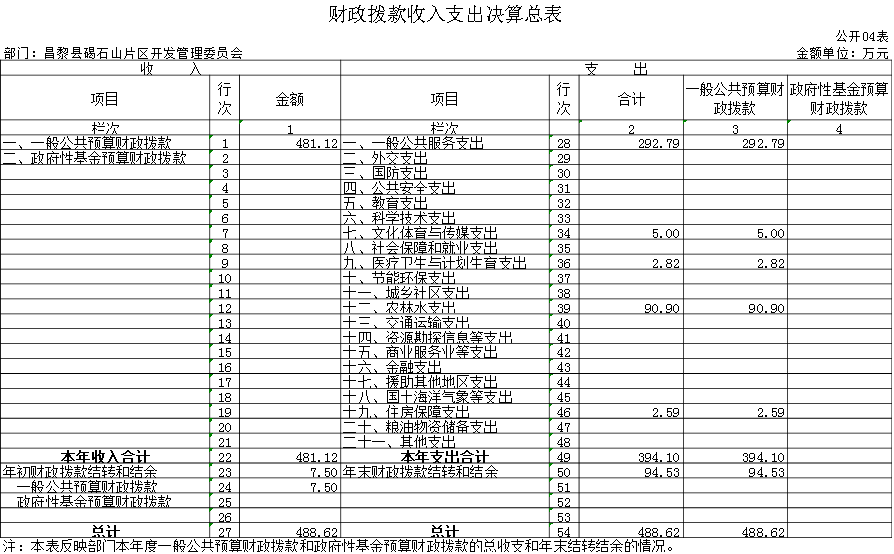 财政拨款收入支出决算总表
公开04表
部门：昌黎县碣石山片区开发管理委员会 金额单位：万元
收 入 支 出
项目 行次 金额 项目 行次 合计 一般公共预算财政拨款 政府性基金预算财政拨款
栏次 1 栏次 2 3 4
一、一般公共预算财政拨款 1 481.12 一、一般公共服务支出 28 292.79 292.79
二、政府性基金预算财政拨款 2 二、外交支出 29
3 三、国防支出 30
4 四、公共安全支出 31
5 五、教育支出 32
6 六、科学技术支出 33
7 七、文化体育与传媒支出 34 5.00 5.00
8 八、社会保障和就业支出 35
9 九、医疗卫生与计划生育支出 36 2.82 2.82
10 十、节能环保支出 37
11 十一、城乡社区支出 38
12 十二、农林水支出 39 90.90 90.90
13 十三、交通运输支出 40
14 十四、资源勘探信息等支出 41
15 十五、商业服务业等支出 42
16 十六、金融支出 43
17 十七、援助其他地区支出 44
18 十八、国土海洋气象等支出 45
19 十九、住房保障支出 46 2.59 2.59
20 二十、粮油物资储备支出 47
21 二十一、其他支出 48
本年收入合计 22 481.12 本年支出合计 49 394.10 394.10
年初财政拨款结转和结余 23 7.50 年末财政拨款结转和结余 50 94.53 94.53
一般公共预算财政拨款 24 7.50 51
政府性基金预算财政拨款 25 52
26 53
总计 27 488.62 总计 54 488.62 488.62
注：本表反映部门本年度一般公共预算财政拨款和政府性基金预算财政拨款的总收支和年末结转结余的情况。